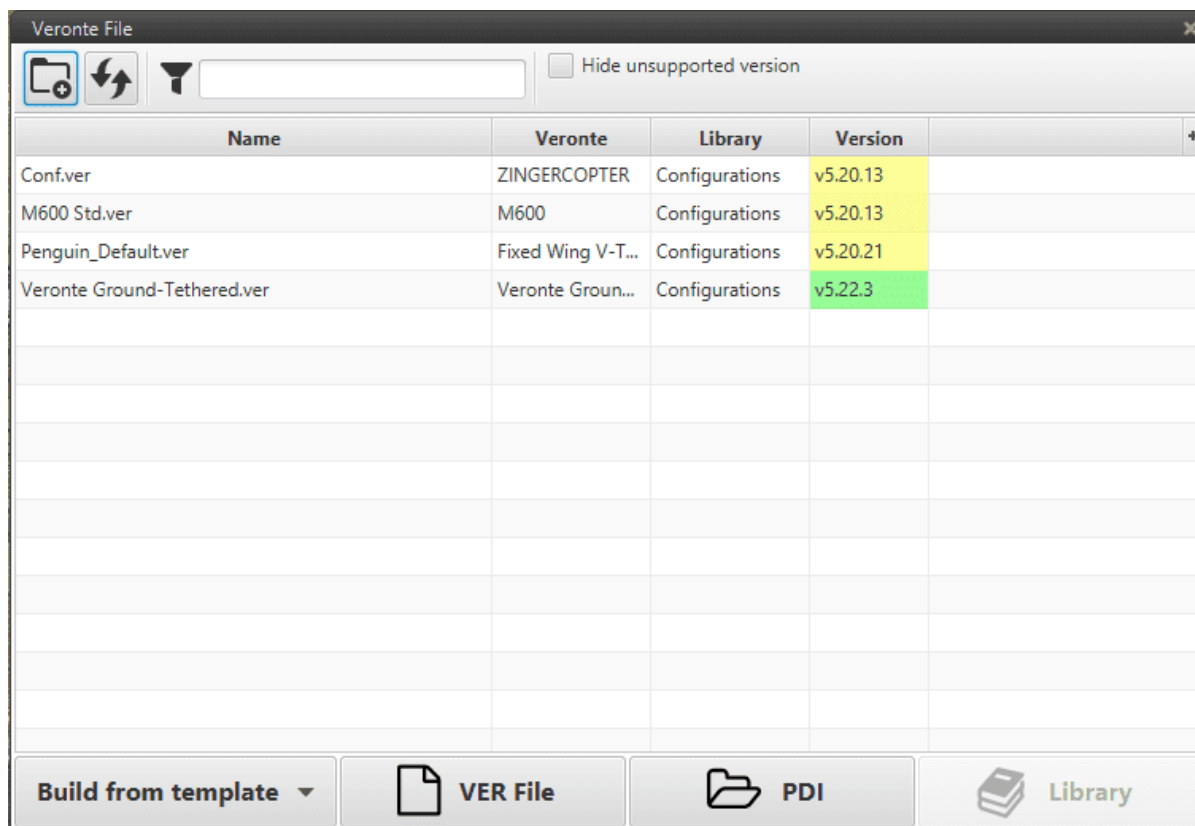 Veronte File
Hide unsupported version
Name Veronte Library Version
Conf.ver ZINGERCOPTER Configurations v5.20.13
M600 Std.ver M600 Configurations v5.20.13
Penguin_Default.ver Fixed Wing V-T... Configurations v5.20.21
Veronte Ground-Tethered.ver Veronte Groun... Configurations v5.22.3
Build from template VER File PDI Library